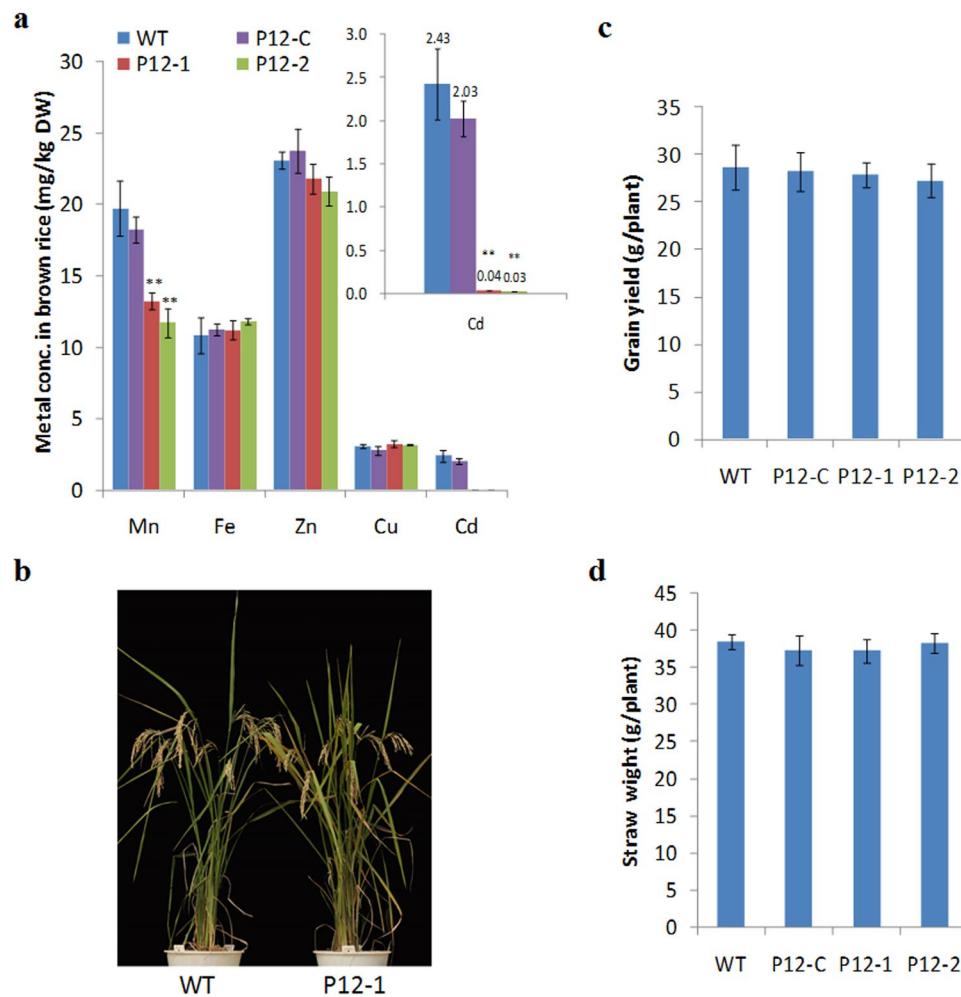 a
WT
P12-C
P12-1
P12-2
Metal conc. in brown rice (mg/kg DW)
30
25
20
15
10
5
0
** **
Mn Fe Zn Cu Cd
3.0
2.5
2.0
1.5
1.0
0.5
0.0
2.43
2.03
** **
0.04 0.03
Cd
b
WT P12-1
c
Grain yield (g/plant)
35
30
25
20
15
10
5
0
WT P12-C P12-1 P12-2
d
Straw wight (g/plant)
45
40
35
30
25
20
15
10
5
0
WT P12-C P12-1 P12-2